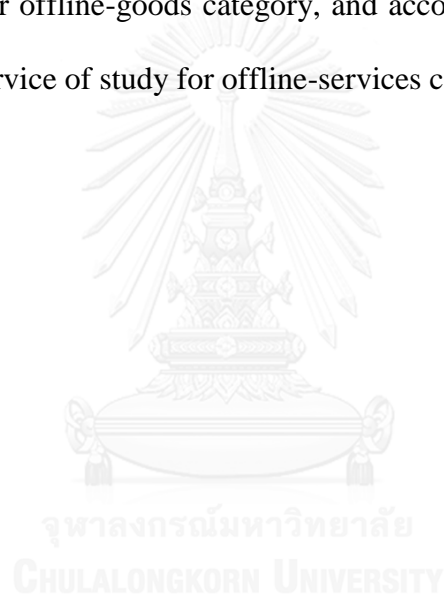 r offline-goods category, and acco
rvice of study for offline-services c
จุฬาลงกรณ์มหาวิทยาลัย
CHULALONGKORN UNIVERSITY